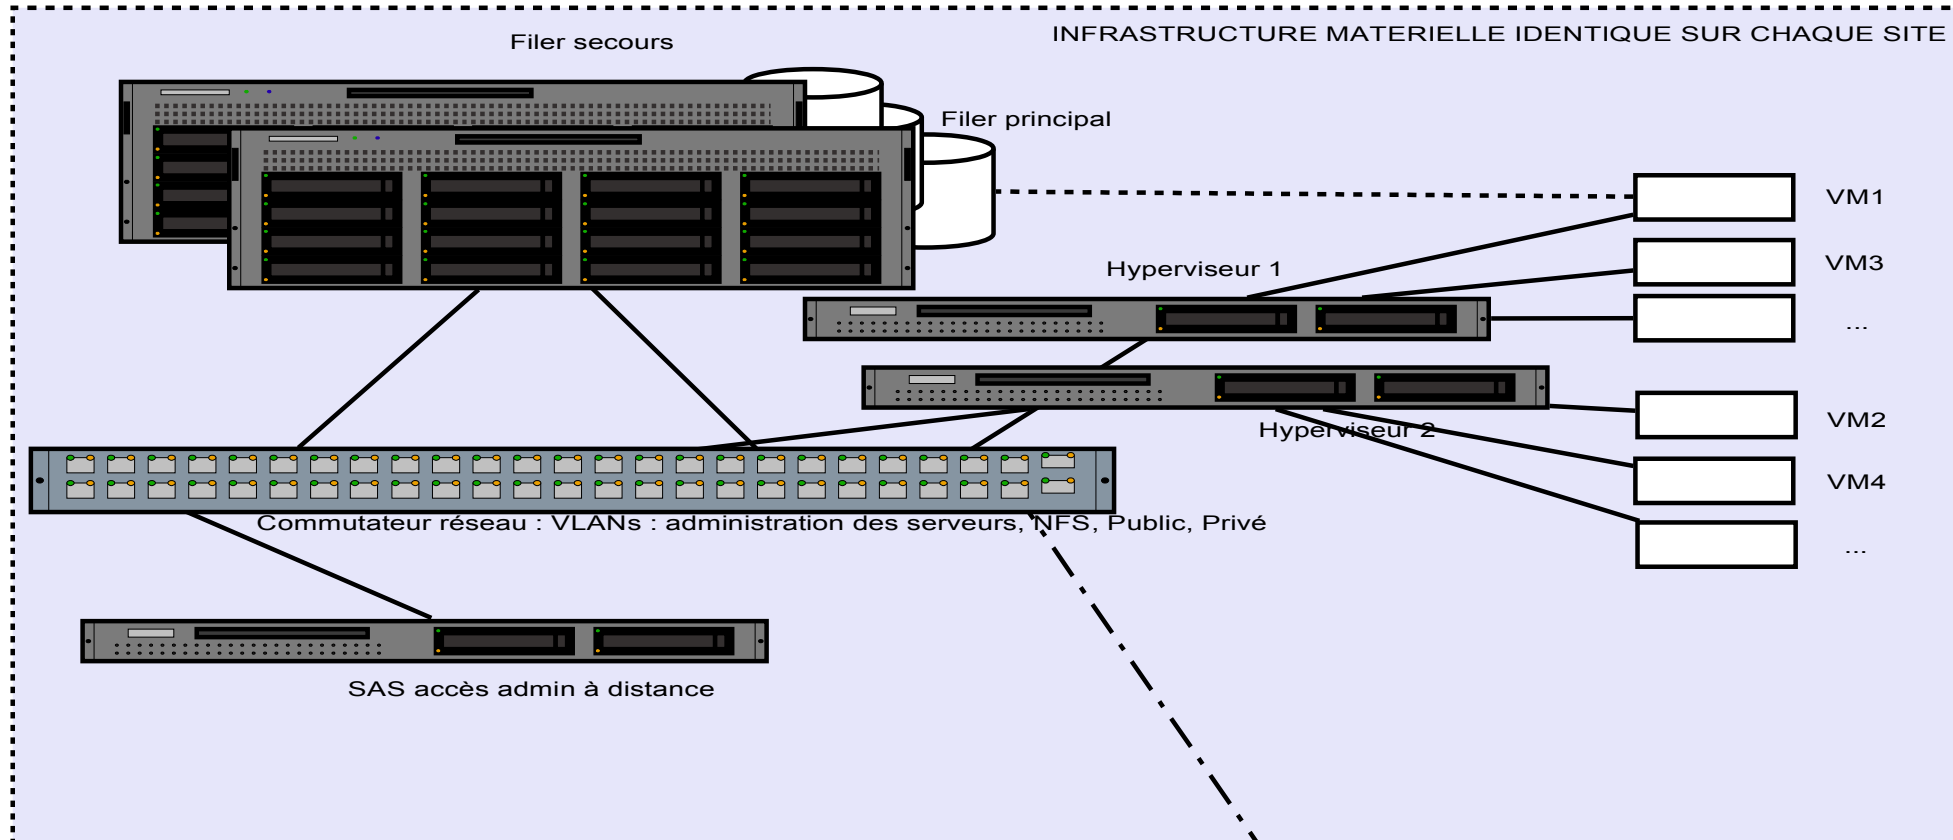 INFRASTRUCTURE MATERIELLE IDENTIQUE SUR CHAQUE SITE
Filer secours
Filer principal
VM1
Hyperviseur 1
VM3
...
VM2
Hyperviseur 2
VM4
Commutateur réseau : VLANs : administration des serveurs, NFS, Public, Privé
...
SAS accès admin à distance